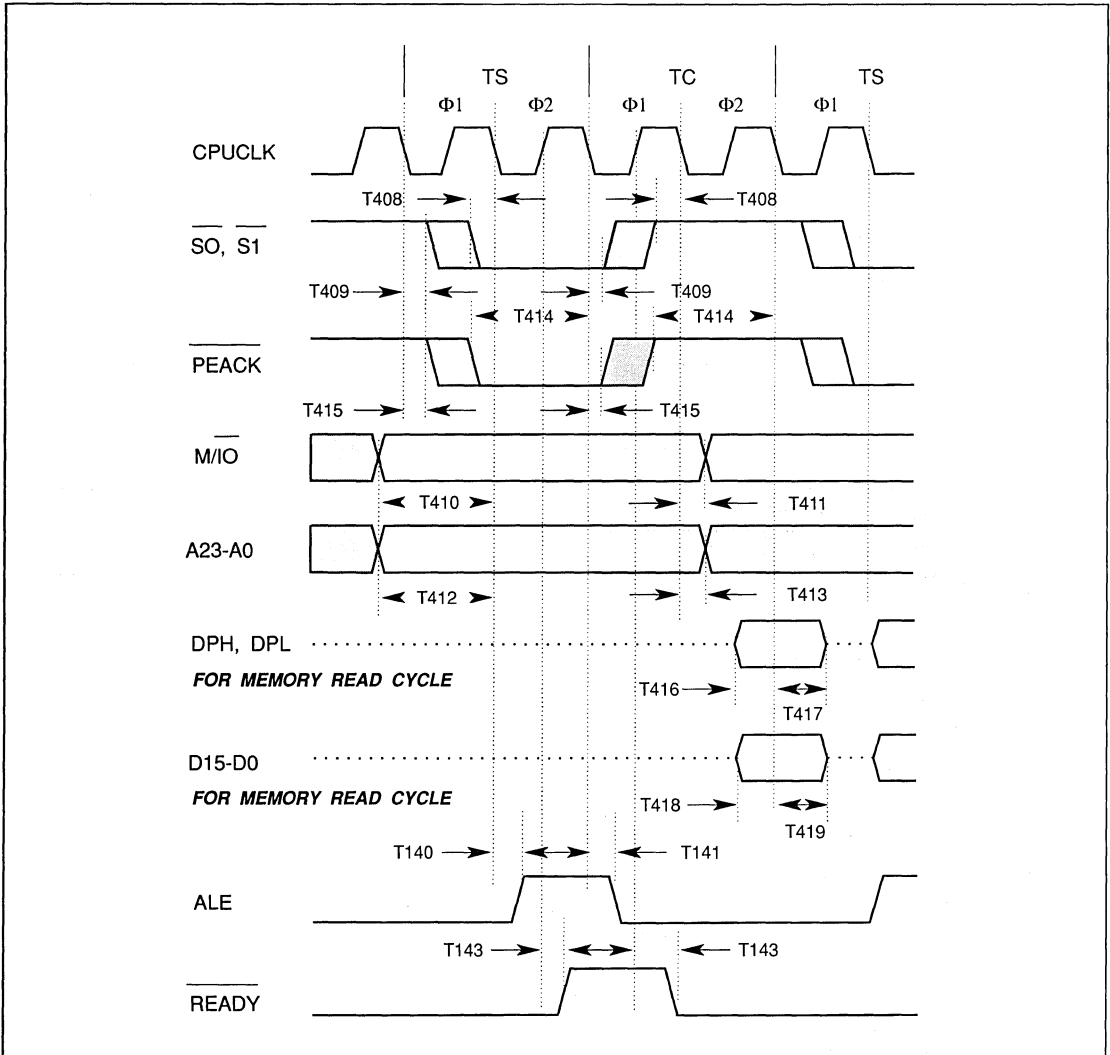 TS TC TS
Φ1 Φ2 Φ1 Φ2 Φ1
CPUCLK
T408 T408
SO, S1
T409 T409
T414 T414
PEACK
T415 T415
M/IO
T410 T411
A23-A0
T412 T413
DPH, DPL
FOR MEMORY READ CYCLE
T416
T417
D15-D0
FOR MEMORY READ CYCLE
T418
T419
T140 T141
ALE
T143 T143
READY